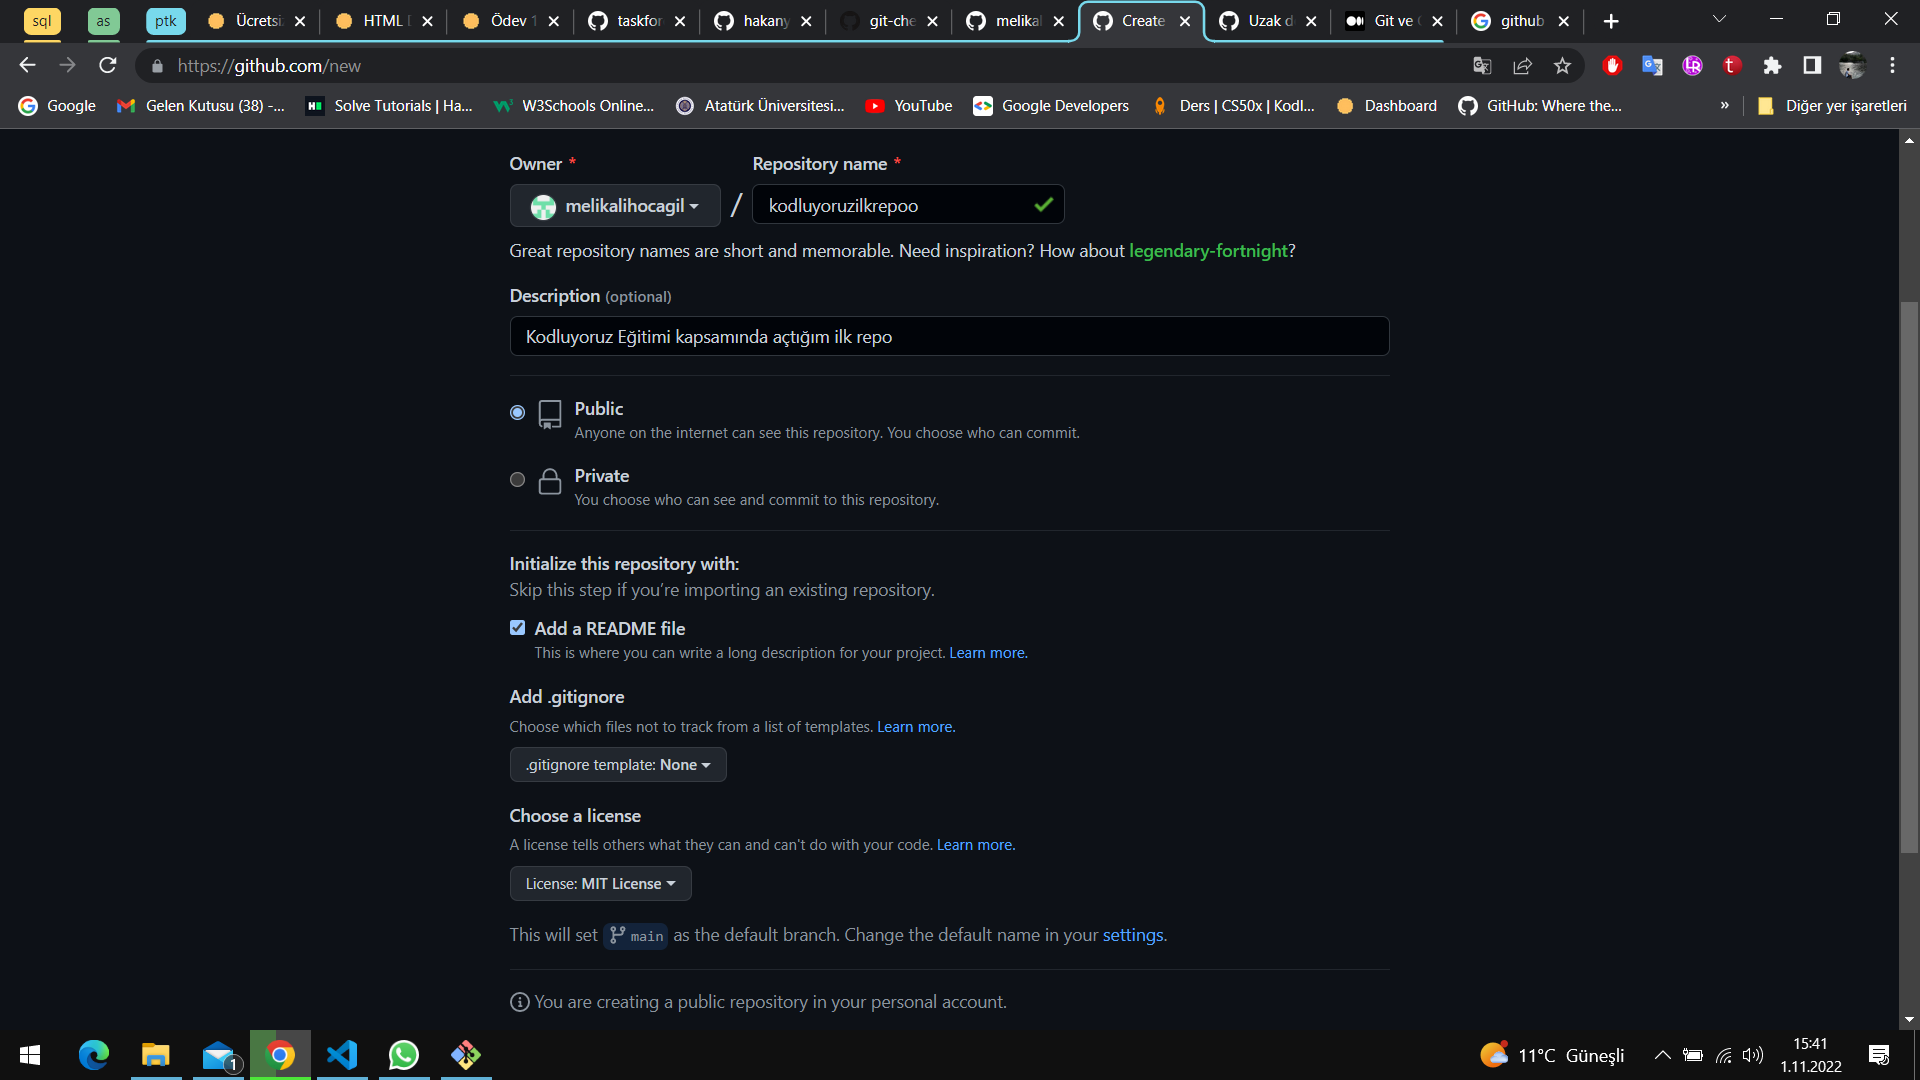 sql
as
ptk
Ücretsi
HTML
Ödev 1
taskfor
hakany
git-che
melikal
Create
Uzak d
Git ve
github
https://github.com/new
Google
Gelen Kutusu (38) -...
Solve Tutorials | Ha...
W3Schools Online...
Atatürk Üniversitesi...
YouTube
Google Developers
Ders | CS50x | Kodl...
Dashboard
GitHub: Where the...
»
Diğer yer işaretleri
Owner *
Repository name *
melikalihocagil
/
kodluyoruzilkrepoo
Great repository names are short and memorable. Need inspiration? How about legendary-fortnight?
Description (optional)
Kodluyoruz Eğitimi kapsamında açtığım ilk repo
Public
Anyone on the internet can see this repository. You choose who can commit.
Private
You choose who can see and commit to this repository.
Initialize this repository with:
Skip this step if you’re importing an existing repository.
Add a README file
This is where you can write a long description for your project. Learn more.
Add .gitignore
Choose which files not to track from a list of templates. Learn more.
.gitignore template: None
Choose a license
A license tells others what they can and can't do with your code. Learn more.
License: MIT License
This will set main as the default branch. Change the default name in your settings.
You are creating a public repository in your personal account.
1
11°C Güneşli
15:41
1.11.2022